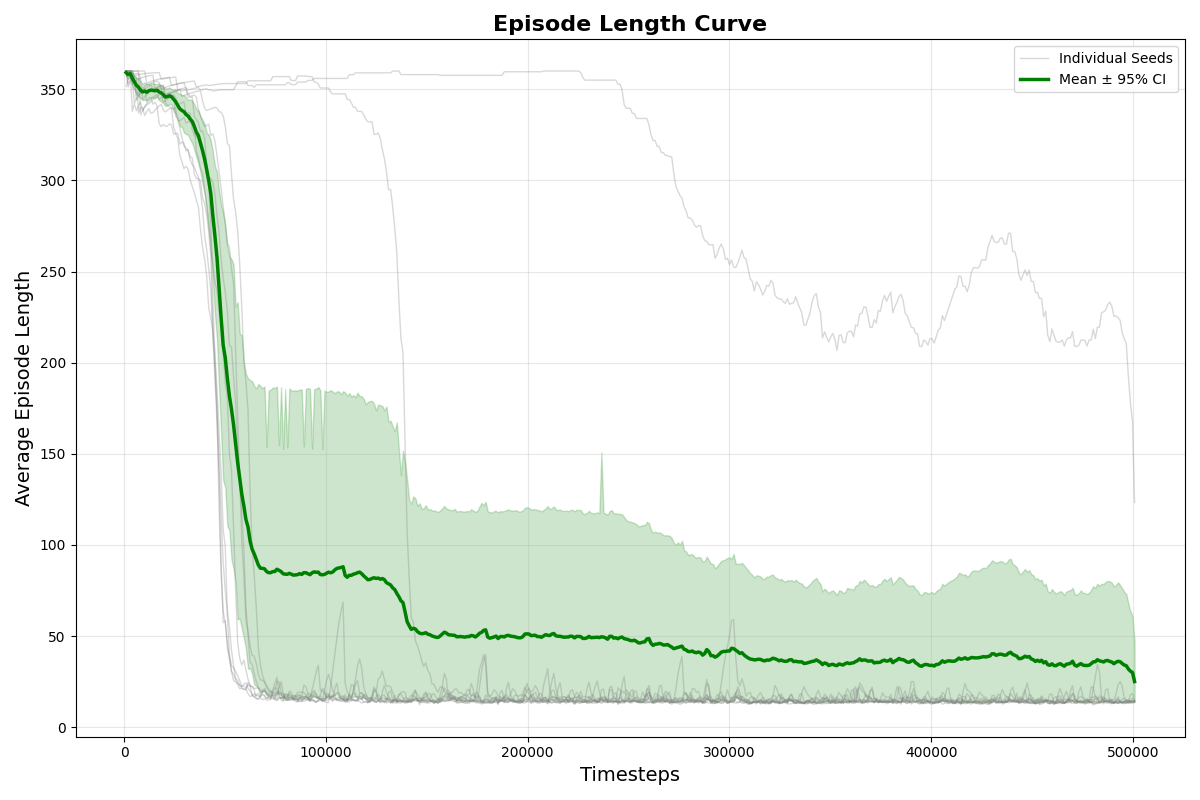 Episode Length Curve
Individual Seeds
Mean ± 95% CI
Average Episode Length
350
300
250
200
150
100
50
0
0
100000
200000
300000
400000
500000
Timesteps